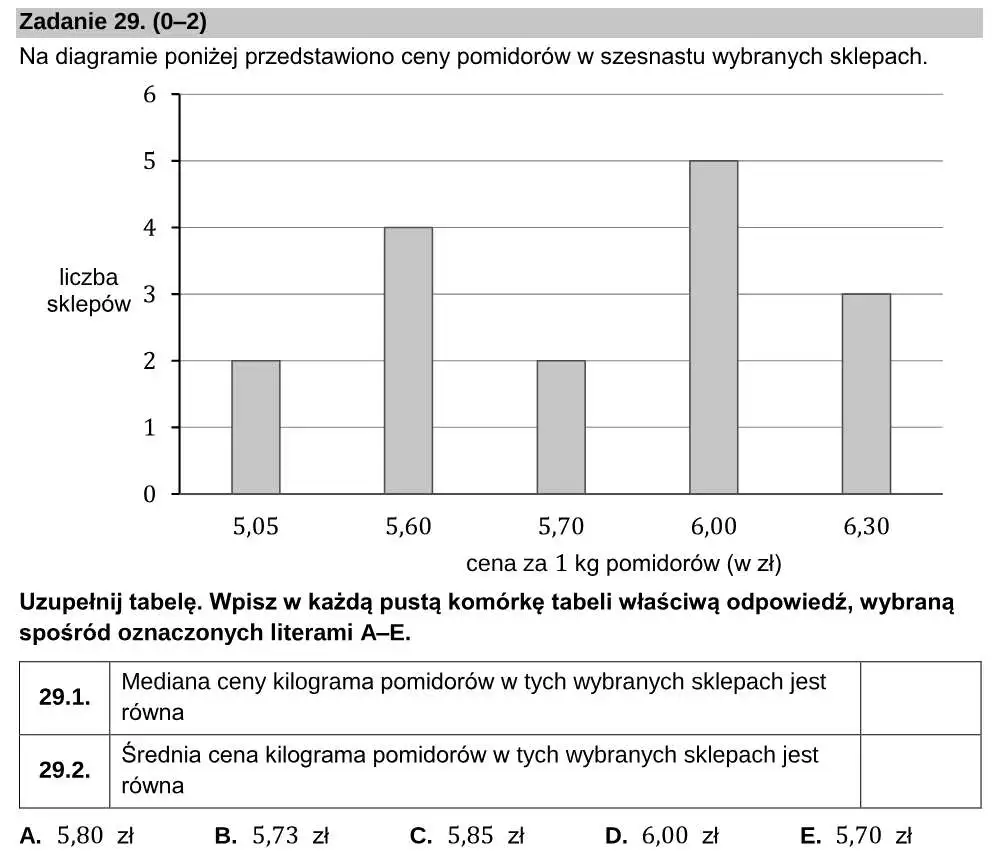 Zadanie 29. (0–2)
Na diagramie poniżej przedstawiono ceny pomidorów w szesnastu wybranych sklepach.
6
5
4
liczba
sklepów
3
2
1
0
5,05 5,60 5,70 6,00 6,30
cena za 1 kg pomidorów (w zł)
Uzupełnij tabelę. Wpisz w każdą pustą komórkę tabeli właściwą odpowiedź, wybraną
spośród oznaczonych literami A–E.
29.1. Mediana ceny kilograma pomidorów w tych wybranych sklepach jest
równa
29.2. Średnia cena kilograma pomidorów w tych wybranych sklepach jest
równa
A. 5,80 zł B. 5,73 zł C. 5,85 zł D. 6,00 zł E. 5,70 zł